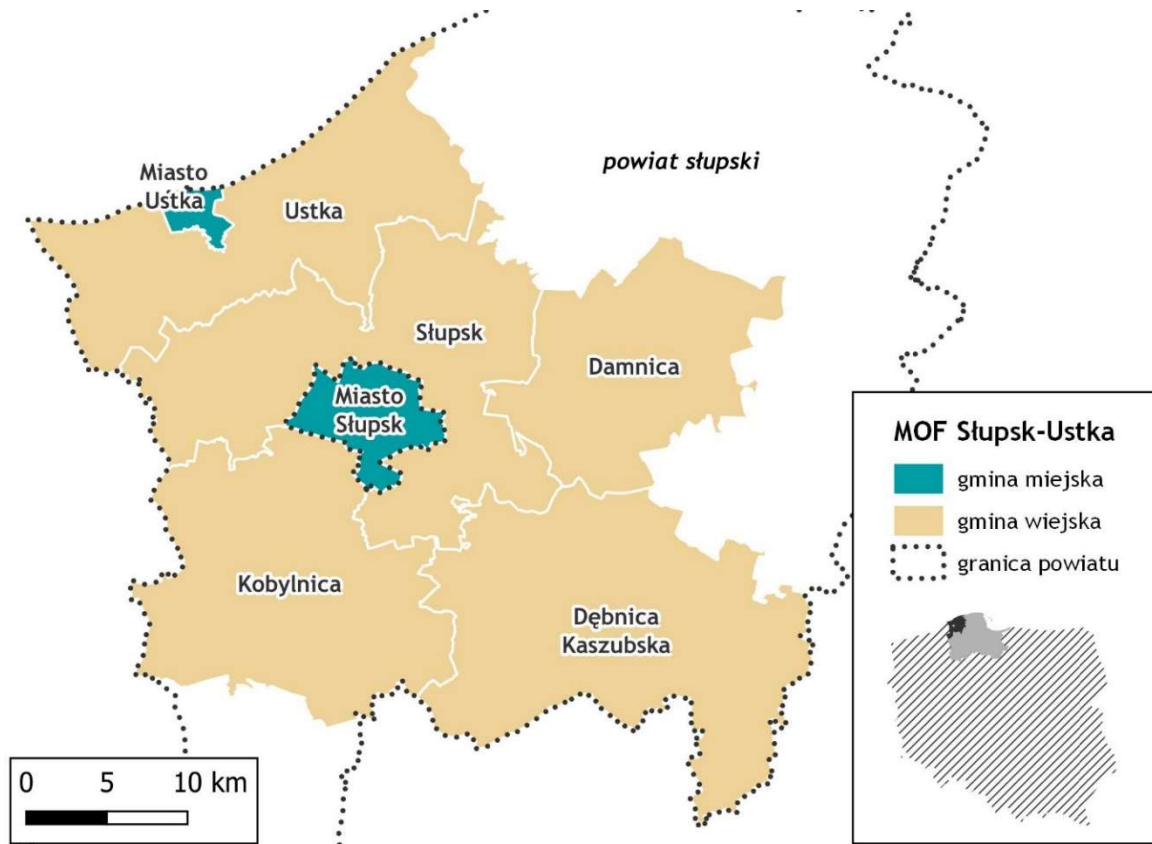 powiat słupski
Miasto
Ustka
Ustka
Słupsk
Damnica
Miasto
Słupsk
Kobylnica
Dębnica
Kaszubska
MOF Słupsk-Ustka
gmina miejska
gmina wiejska
granica powiatu
0 5 10 km